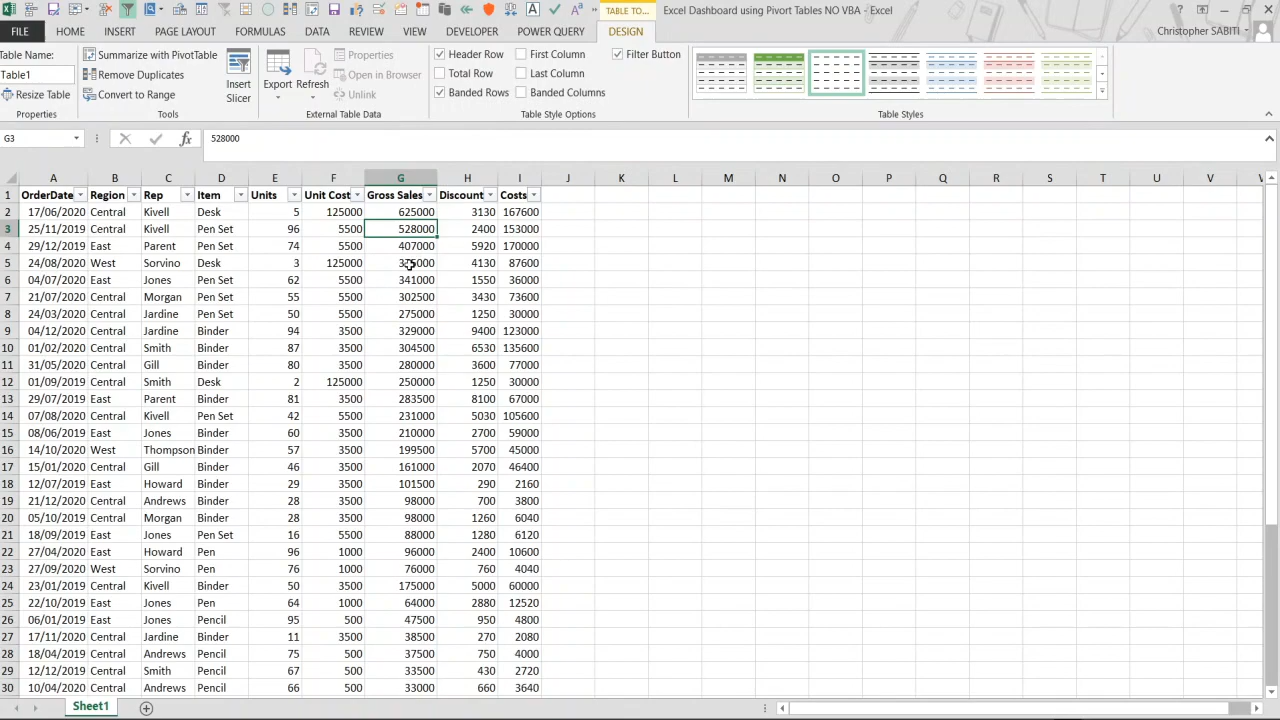 TABLE TO...
Excel Dashboard using Pivort Tables NO VBA - Excel
FILE HOME INSERT PAGE LAYOUT FORMULAS DATA REVIEW VIEW DEVELOPER POWER QUERY DESIGN
Christopher SABITI
Table Name:
Table1
Resize Table
Properties
Summarize with PivotTable
Remove Duplicates
Convert to Range
Tools
Insert
Slicer
Export Refresh
Properties
Open in Browser
Unlink
External Table Data
Header Row First Column Filter Button
Total Row Last Column
Banded Rows Banded Columns
Table Style Options
Table Styles
G3 fx 528000
A B C D E F G H I J K L M N O P Q R S T U V
1 OrderDate Region Rep Item Units Unit Cost Gross Sales Discount Costs
2 17/06/2020 Central Kivell Desk 5 125000 625000 3130 167600
3 25/11/2019 Central Kivell Pen Set 96 5500 528000 2400 153000
4 29/12/2019 East Parent Pen Set 74 5500 407000 5920 170000
5 24/08/2020 West Sorvino Desk 3 125000 375000 4130 87600
6 04/07/2020 East Jones Pen Set 62 5500 341000 1550 36000
7 21/07/2020 Central Morgan Pen Set 55 5500 302500 3430 73600
8 24/03/2020 Central Jardine Pen Set 50 5500 275000 1250 30000
9 04/12/2020 Central Jardine Binder 94 3500 329000 9400 123000
10 01/02/2020 Central Smith Binder 87 3500 304500 6530 135600
11 31/05/2020 Central Gill Binder 80 3500 280000 3600 77000
12 01/09/2019 Central Smith Desk 2 125000 250000 1250 30000
13 29/07/2019 East Parent Binder 81 3500 283500 8100 67000
14 07/08/2020 Central Kivell Pen Set 42 5500 231000 5030 105600
15 08/06/2019 East Jones Binder 60 3500 210000 2700 59000
16 14/10/2020 West Thompson Binder 57 3500 199500 5700 45000
17 15/01/2020 Central Gill Binder 46 3500 161000 2070 46400
18 12/07/2019 East Howard Binder 29 3500 101500 290 2160
19 21/12/2020 Central Andrews Binder 28 3500 98000 700 3800
20 05/10/2019 Central Morgan Binder 28 3500 98000 1260 6040
21 18/09/2019 East Jones Pen Set 16 5500 88000 1280 6120
22 27/04/2020 East Howard Pen 96 1000 96000 2400 10600
23 27/09/2020 West Sorvino Pen 76 1000 76000 760 4040
24 23/01/2019 Central Kivell Binder 50 3500 175000 5000 60000
25 22/10/2019 East Jones Pen 64 1000 64000 2880 12520
26 06/01/2019 East Jones Pencil 95 500 47500 950 4800
27 17/11/2020 Central Jardine Binder 11 3500 38500 270 2080
28 18/04/2020 Central Andrews Pencil 75 500 37500 750 4000
29 12/12/2019 Central Smith Pencil 67 500 33500 430 2720
30 10/04/2020 Central Andrews Pencil 66 500 33000 660 3640
Sheet1